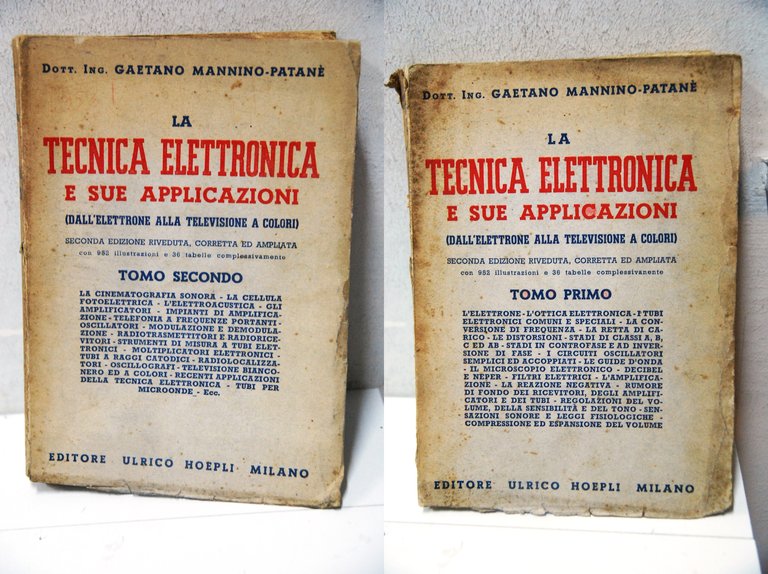 DOTT. ING. GAETANO MANNINO-PATANÈ
LA
TECNICA ELETTRONICA
E SUE APPLICAZIONI
(DALL'ELETTRONE ALLA TELEVISIONE A COLORI)
SECONDA EDIZIONE RIVEDUTA, CORRETTA ED AMPLIATA
con 952 illustrazioni e 36 tabelle complessivamente
TOMO SECONDO
LA CINEMATOGRAFIA SONORA - LA CELLULA
FOTOELETTRICA - L'ELETTROACUSTICA - GLI
AMPLIFICATORI - IMPIANTI DI AMPLIFICA-
ZIONE - TELEFONIA A FREQUENZE PORTANTI -
OSCILLATORI - MODULAZIONE E DEMODULA-
ZIONE - RADIOTRASMETTITORI E RADIORICE-
VITORI - STRUMENTI DI MISURA A TUBI ELET-
TRONICI - MOLTIPLICATORI ELETTRONICI -
TUBI A RAGGI CATODICI - RADIOLOCALIZZA-
TORI - OSCILLOGRAFI - TELEVISIONE BIANCO-
NERO ED A COLORI - RECENTI APPLICAZIONI
DELLA TECNICA ELETTRONICA - TUBI PER
MICROONDE - Ecc.
EDITORE ULRICO HOEPLI MILANO
DOTT. ING. GAETANO MANNINO-PATANÈ
LA
TECNICA ELETTRONICA
E SUE APPLICAZIONI
(DALL'ELETTRONE ALLA TELEVISIONE A COLORI)
SECONDA EDIZIONE RIVEDUTA, CORRETTA ED AMPLIATA
con 952 illustrazioni e 36 tabelle complessivamente
TOMO PRIMO
L'ELETTRONE - L'OTTICA ELETTRONICA - I TUBI
ELETTRONICI COMUNI E SPECIALI - LA CON-
VERSIONE DI FREQUENZA - LA RETTA DI CA-
RICO - LE DISTORSIONI - STADI DI CLASSI A, B,
C ED AB - STADI IN CONTROFASE E AD INVER-
SIONE DI FASE - I CIRCUITI OSCILLATORI
SEMPLICI ED ACCOPPIATI - LE GUIDE D'ONDA
- IL MICROSCOPIO ELETTRONICO - DECIBEL
E NEPER - FILTRI ELETTRICI - L'AMPLIFICA-
ZIONE - LA REAZIONE NEGATIVA - RUMORE
DI FONDO DEI RICEVITORI, DEGLI AMPLIFI-
CATORI E DEI TUBI - REGOLAZIONI DEL VO-
LUME, DELLA SENSIBILITÀ E DEL TONO - SEN-
SAZIONI SONORE E LEGGI FISIOLOGICHE -
COMPRESSIONE ED ESPANSIONE DEL VOLUME
EDITORE ULRICO HOEPLI MILANO